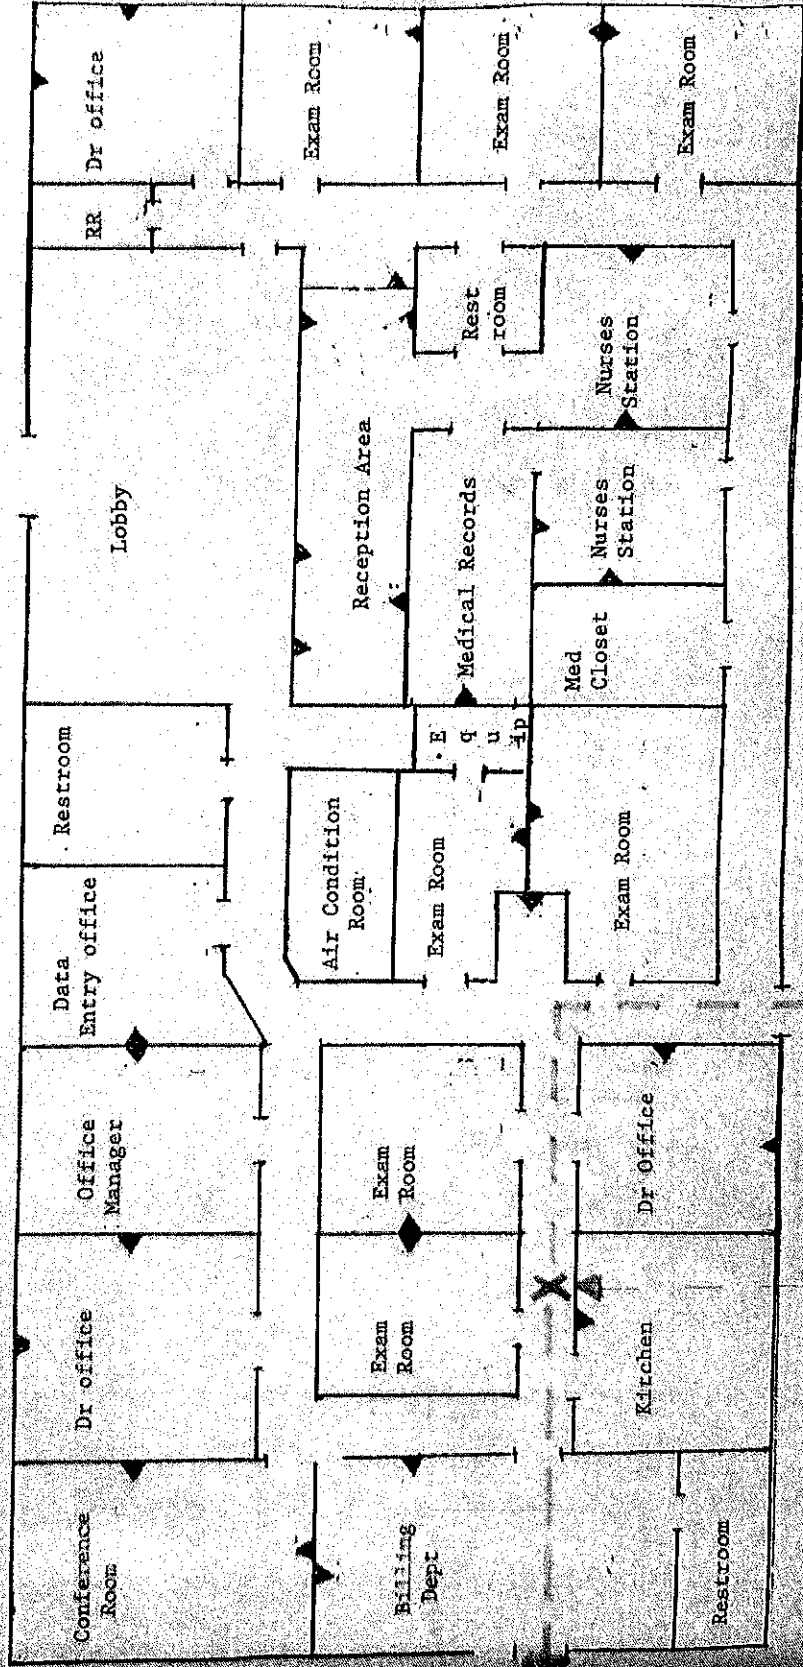 Conference
Room
Dr office
Office
Manager
Data
Entry office
Restroom
Lobby
RR
Dr office
Billing
Dept
Exam
Room
Exam
Room
Air Condition
Room
Exam Room
E
q
u
ip
Reception Area
Medical Records
Rest
room
Exam Room
Exam Room
Exam Room
Restroom
Kitchen
X
Dr Office
Exam Room
Med
Closet
Nurses
Station
Nurses
Station